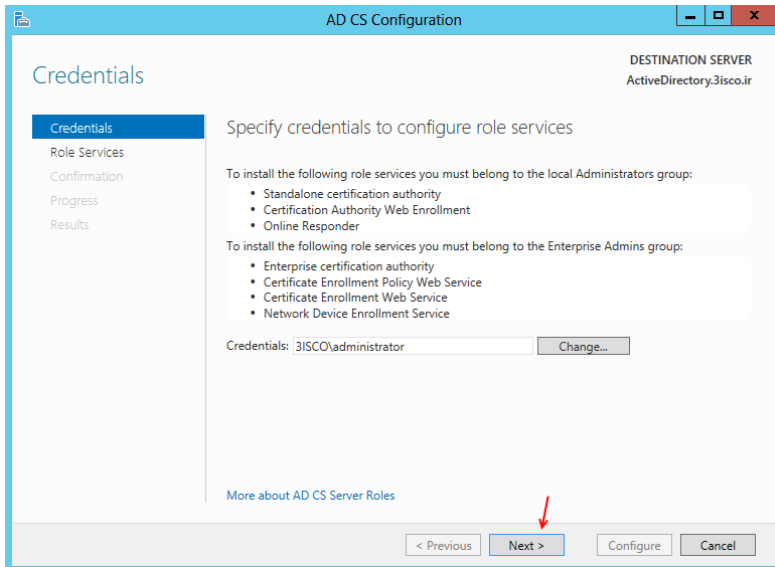 AD CS Configuration
Credentials
DESTINATION SERVER
ActiveDirectory.3isco.ir
Credentials
Role Services
Confirmation
Progress
Results
Specify credentials to configure role services
To install the following role services you must belong to the local Administrators group:
• Standalone certification authority
• Certification Authority Web Enrollment
• Online Responder
To install the following role services you must belong to the Enterprise Admins group:
• Enterprise certification authority
• Certificate Enrollment Policy Web Service
• Certificate Enrollment Web Service
• Network Device Enrollment Service
Credentials: 3ISCO\administrator Change...
More about AD CS Server Roles
< Previous Next > Configure Cancel